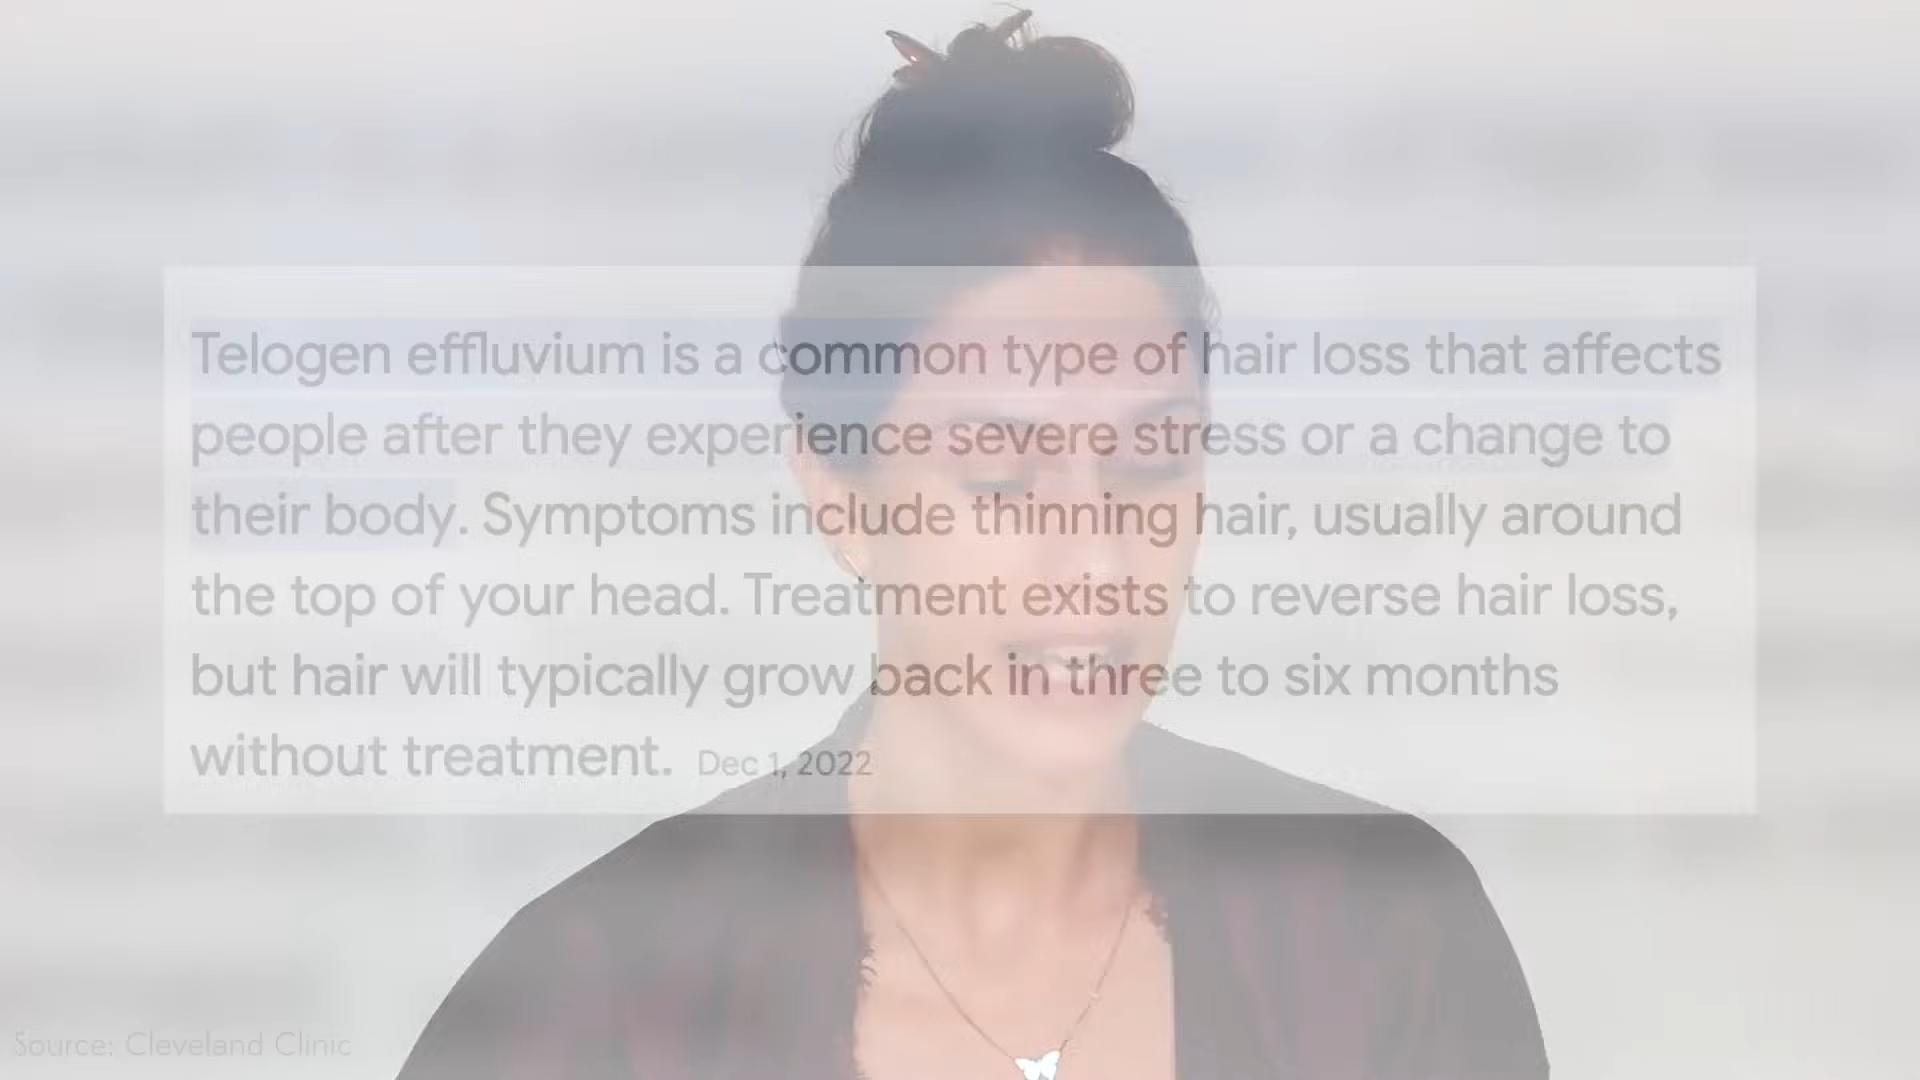 Telogen effluvium is a common type of hair loss that affects
people after they experience severe stress or a change to
their body. Symptoms include thinning hair, usually around
the top of your head. Treatment exists to reverse hair loss,
but hair will typically grow back in three to six months
without treatment. Dec 1, 2022
Source: Cleveland Clinic